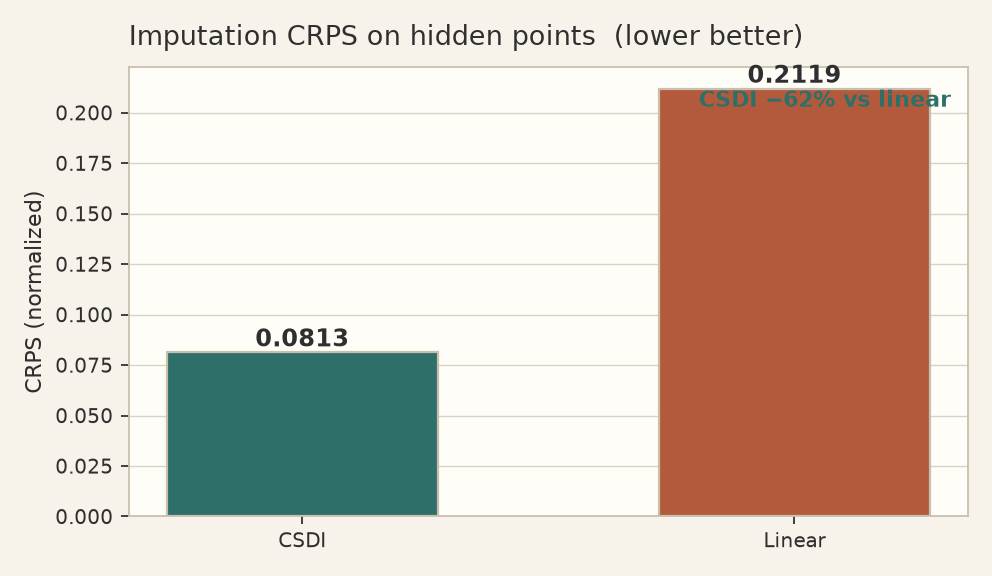 Imputation CRPS on hidden points  (lower better)
0.2119
CSDI −62% vs linear
0.200
0.175
0.150
0.125
0.100
0.0813
0.075
0.050
0.025
0.000
CRPS (normalized)
CSDI
Linear